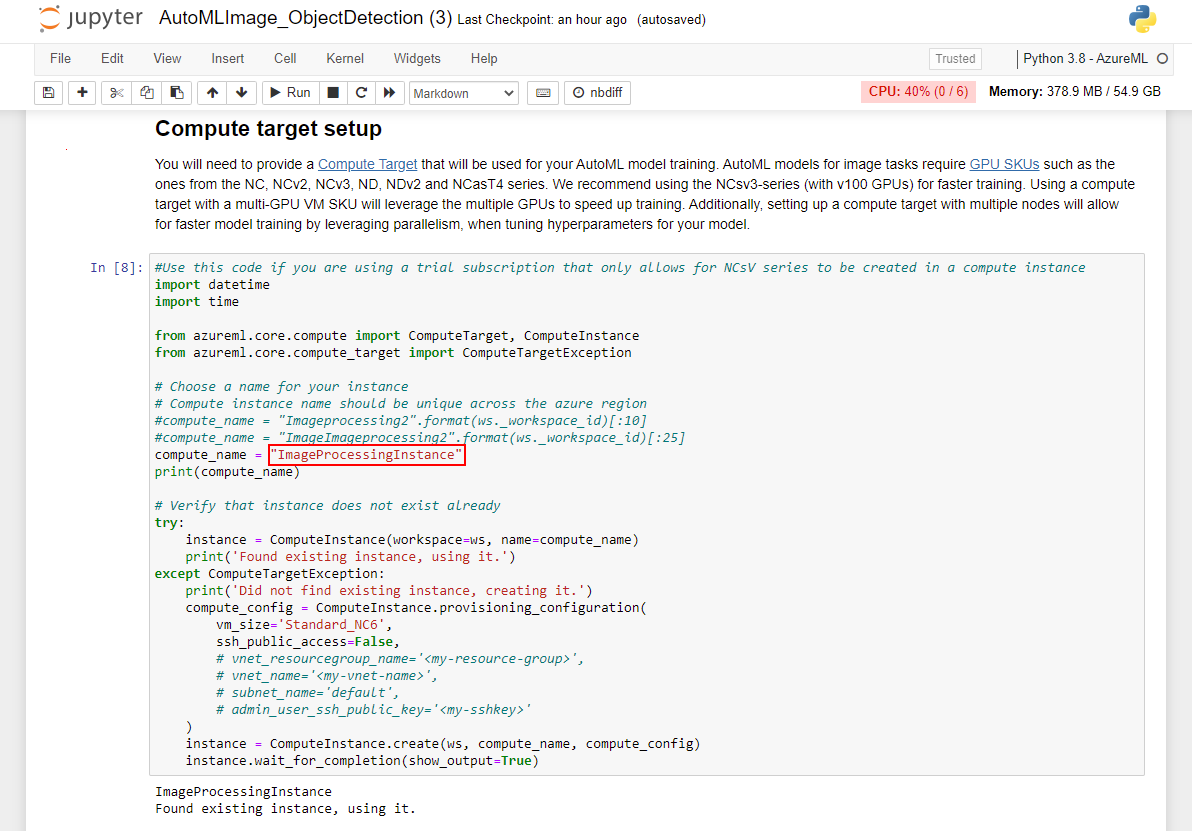 jupyter AutoMLImage_ObjectDetection (3) Last Checkpoint: an hour ago (autosaved)
File Edit View Insert Cell Kernel Widgets Help Trusted Python 3.8 - AzureML
Run Markdown nbdiff CPU: 40% (0 / 6) Memory: 378.9 MB / 54.9 GB
Compute target setup
You will need to provide a Compute Target that will be used for your AutoML model training. AutoML models for image tasks require GPU SKUs such as the
ones from the NC, NCv2, NCv3, ND, NDv2 and NCasT4 series. We recommend using the NCsv3-series (with v100 GPUs) for faster training. Using a compute
target with a multi-GPU VM SKU will leverage the multiple GPUs to speed up training. Additionally, setting up a compute target with multiple nodes will allow
for faster model training by leveraging parallelism, when tuning hyperparameters for your model.
In [8]: #Use this code if you are using a trial subscription that only allows for NCsV series to be created in a compute instance
import datetime
import time
from azureml.core.compute import ComputeTarget, ComputeInstance
from azureml.core.compute_target import ComputeTargetException
# Choose a name for your instance
# Compute instance name should be unique across the azure region
#compute_name = "Imageprocessing2".format(ws._workspace_id)[:10]
#compute_name = "ImageImageprocessing2".format(ws._workspace_id)[:25]
compute_name = "ImageProcessingInstance"
print(compute_name)
# Verify that instance does not exist already
try:
    instance = ComputeInstance(workspace=ws, name=compute_name)
    print('Found existing instance, using it.')
except ComputeTargetException:
    print('Did not find existing instance, creating it.')
    compute_config = ComputeInstance.provisioning_configuration(
        vm_size='Standard_NC6',
        ssh_public_access=False,
        # vnet_resourcegroup_name='<my-resource-group>',
        # vnet_name='<my-vnet-name>',
        # subnet_name='default',
        # admin_user_ssh_public_key='<my-sshkey>'
    )
    instance = ComputeInstance.create(ws, compute_name, compute_config)
    instance.wait_for_completion(show_output=True)
ImageProcessingInstance
Found existing instance, using it.